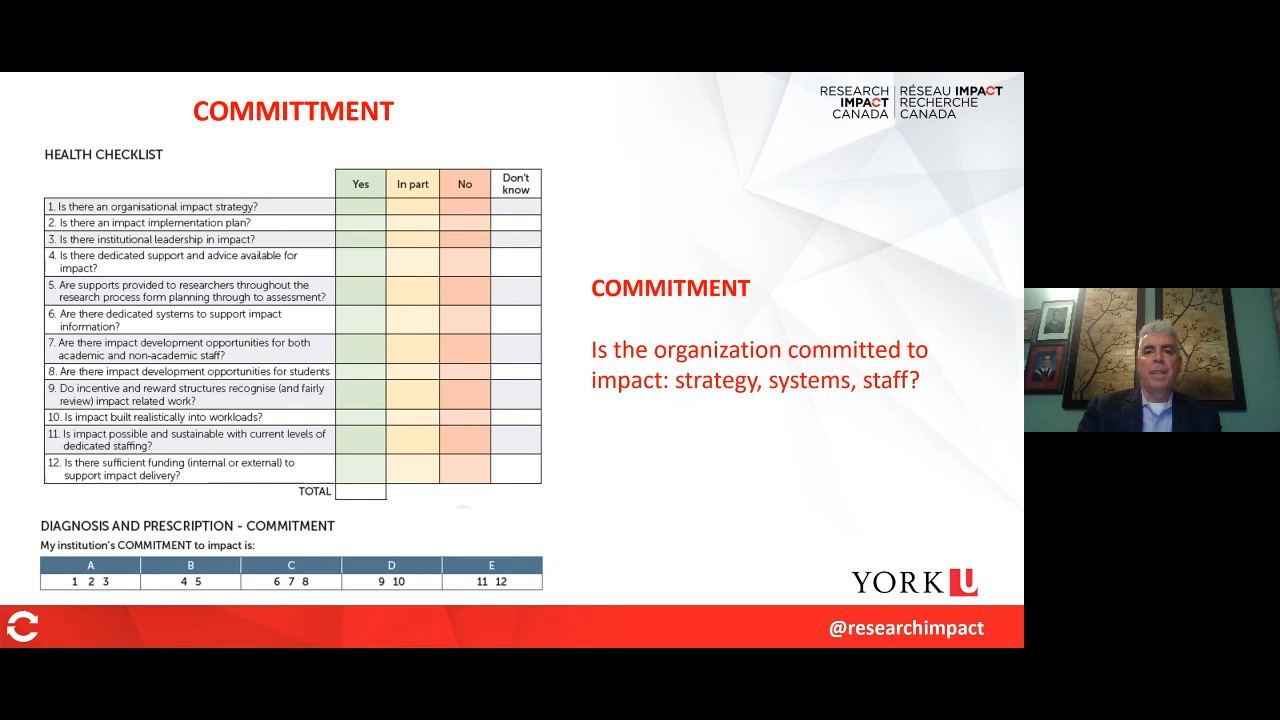 COMMITTMENT
RESEARCH
IMPACT
CANADA
RÉSEAU IMPACT
RECHERCHE
CANADA
HEALTH CHECKLIST
Yes
In part
No
Don't
know
1. Is there an organisational impact strategy?
2. Is there an impact implementation plan?
3. Is there institutional leadership in impact?
4. Is there dedicated support and advice available for
impact?
5. Are supports provided to researchers throughout the
research process form planning through to assessment?
6. Are there dedicated systems to support impact
information?
7. Are there impact development opportunities for both
academic and non-academic staff?
8. Are there impact development opportunities for students
9. Do incentive and reward structures recognise (and fairly
review) impact related work?
10. Is impact built realistically into workloads?
11. Is impact possible and sustainable with current levels of
dedicated staffing?
12. Is there sufficient funding (internal or external) to
support impact delivery?
TOTAL
COMMITMENT
Is the organization committed to
impact: strategy, systems, staff?
DIAGNOSIS AND PRESCRIPTION - COMMITMENT
My institution's COMMITMENT to impact is:
A B C D E
1 2 3 4 5 6 7 8 9 10 11 12
YORK U
@researchimpact